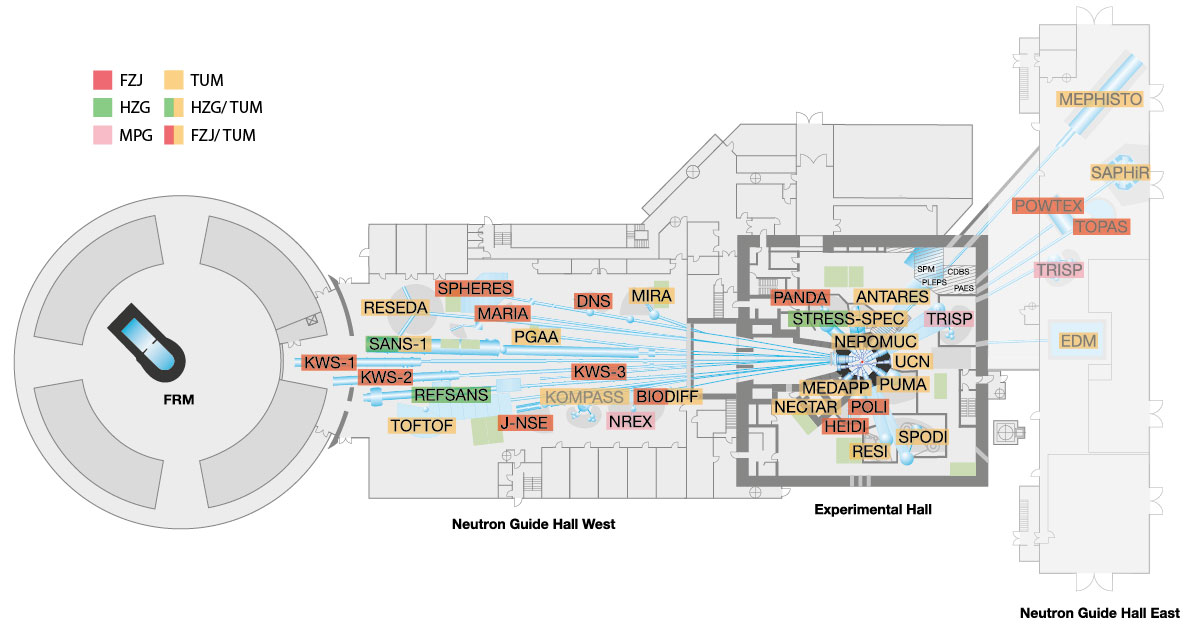 FZJ
TUM
HZG
HZG/ TUM
MPG
FZJ/ TUM
MEPHISTO
SAPHiR
POWTEX
TOPAS
TRISP
EDM
SPM
CDBS
PLEPS
PAES
SPHERES
RESEDA
MARIA
DNS
MIRA
PGAA
SANS-1
KWS-1
KWS-2
KWS-3
REFSANS
KOMPASS
BIODIFF
TOFTOF
J-NSE
NREX
PANDA
ANTARES
STRESS-SPEC
TRISP
NEPOMUC
UCN
MEDAPP
PUMA
NECTAR
POLI
HEIDI
SPODI
RESI
FRM
Neutron Guide Hall West
Experimental Hall
Neutron Guide Hall East